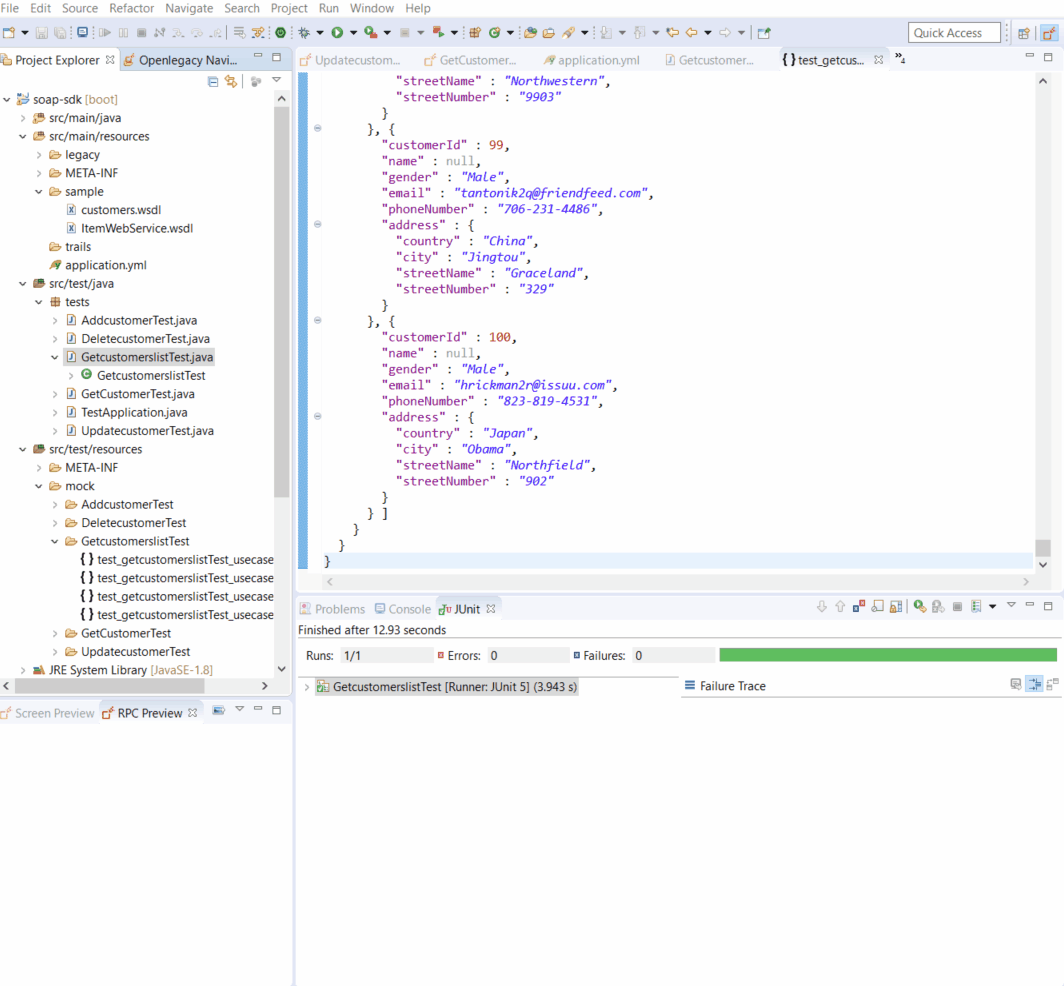 File Edit Source Refactor Navigate Search Project Run Window Help
Quick Access
Project Explorer Openlegacy Navi...
soap-sdk [boot]
src/main/java
src/main/resources
legacy
META-INF
sample
customers.wsdl
ItemWebService.wsdl
trails
application.yml
src/test/java
tests
AddcustomerTest.java
DeletecustomerTest.java
GetcustomerslistTest.java
GetcustomerslistTest
GetCustomerTest.java
TestApplication.java
UpdatecustomerTest.java
src/test/resources
META-INF
mock
AddcustomerTest
DeletecustomerTest
GetcustomerslistTest
{ } test_getcustomerslistTest_usecase
{ } test_getcustomerslistTest_usecase
{ } test_getcustomerslistTest_usecase
{ } test_getcustomerslistTest_usecase
GetCustomerTest
UpdatecustomerTest
JRE System Library [JavaSE-1.8]
Screen Preview RPC Preview
Updatecustom... GetCustomer... application.yml Getcustomer... { } test_getcus... »4
"streetName" : "Northwestern",
"streetNumber" : "9903"
}
}, {
"customerId" : 99,
"name" : null,
"gender" : "Male",
"email" : "tantonik2q@friendfeed.com",
"phoneNumber" : "706-231-4486",
"address" : {
"country" : "China",
"city" : "Jingtou",
"streetName" : "Graceland",
"streetNumber" : "329"
}
}, {
"customerId" : 100,
"name" : null,
"gender" : "Male",
"email" : "hrickman2r@issuu.com",
"phoneNumber" : "823-819-4531",
"address" : {
"country" : "Japan",
"city" : "Obama",
"streetName" : "Northfield",
"streetNumber" : "902"
}
} ]
}
}
}
Problems Console JUnit
Finished after 12.93 seconds
Runs: 1/1 Errors: 0 Failures: 0
GetcustomerslistTest [Runner: JUnit 5] (3.943 s) Failure Trace